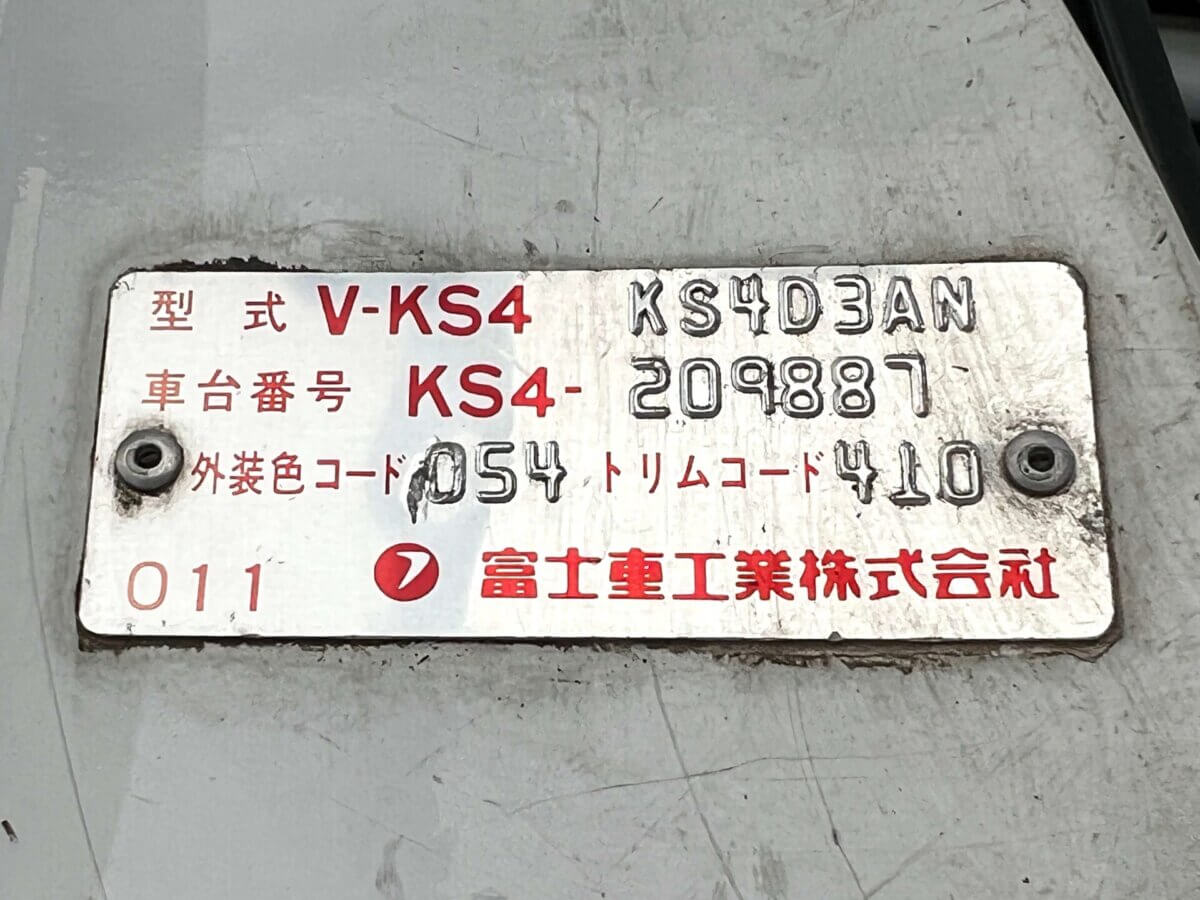 型式 V-KS4 KS4D3AN
車台番号 KS4-209887
外装色コード 054 トリムコード 410
011 フ 富士重工業株式会社